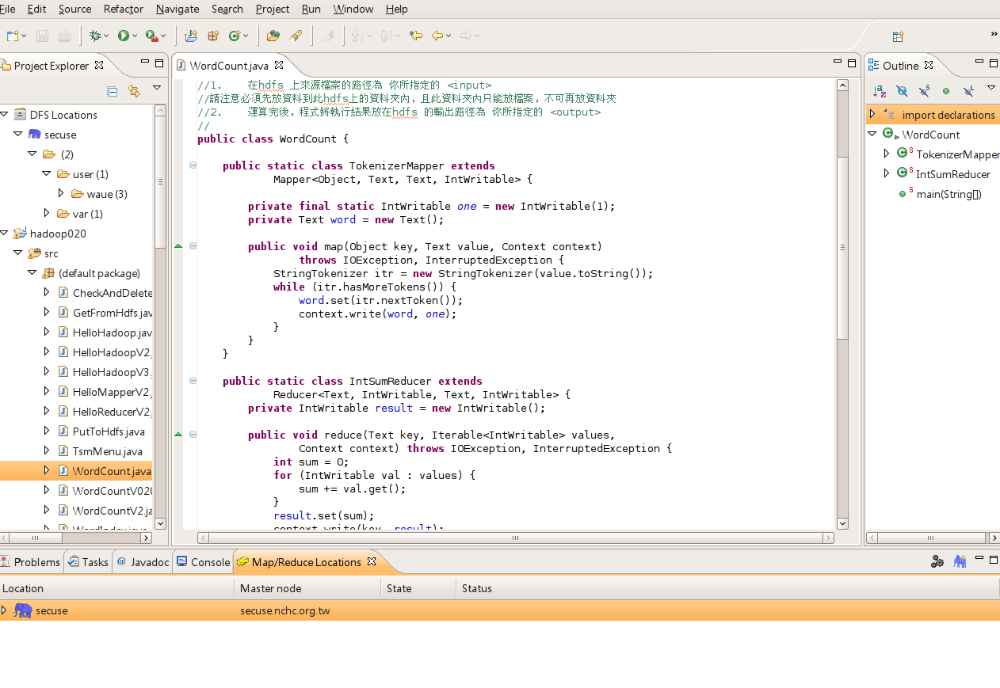 File Edit Source Refactor Navigate Search Project Run Window Help
Project Explorer
DFS Locations
secuse
(2)
user (1)
waue (3)
var (1)
hadoop020
src
(default package)
CheckAndDelete
GetFromHdfs.jav
HelloHadoop.jav
HelloHadoopV2.
HelloHadoopV3.
HelloMapperV2.
HelloReducerV2.
PutToHdfs.java
TsmMenu.java
WordCount.java
WordCountV020
WordCountV2.ja
WordIndex.java
WordCount.java
//1. 在hdfs 上來源檔案的路徑為 你所指定的 <input>
//請注意必須先放資料到此hdfs上的資料夾內，且此資料夾內只能放檔案，不可再放資料夾
//2. 運算完後，程式將執行結果放在hdfs 的輸出路徑為 你所指定的 <output>
//
public class WordCount {
public static class TokenizerMapper extends
Mapper<Object, Text, Text, IntWritable> {
private final static IntWritable one = new IntWritable(1);
private Text word = new Text();
public void map(Object key, Text value, Context context)
throws IOException, InterruptedException {
StringTokenizer itr = new StringTokenizer(value.toString());
while (itr.hasMoreTokens()) {
word.set(itr.nextToken());
context.write(word, one);
}
}
}
public static class IntSumReducer extends
Reducer<Text, IntWritable, Text, IntWritable> {
private IntWritable result = new IntWritable();
public void reduce(Text key, Iterable<IntWritable> values,
Context context) throws IOException, InterruptedException {
int sum = 0;
for (IntWritable val : values) {
sum += val.get();
}
result.set(sum);
context.write(key, result);
Outline
import declarations
WordCount
TokenizerMapper
IntSumReducer
main(String[])
Problems Tasks Javadoc Console Map/Reduce Locations
Location Master node State Status
secuse secuse.nchc.org.tw